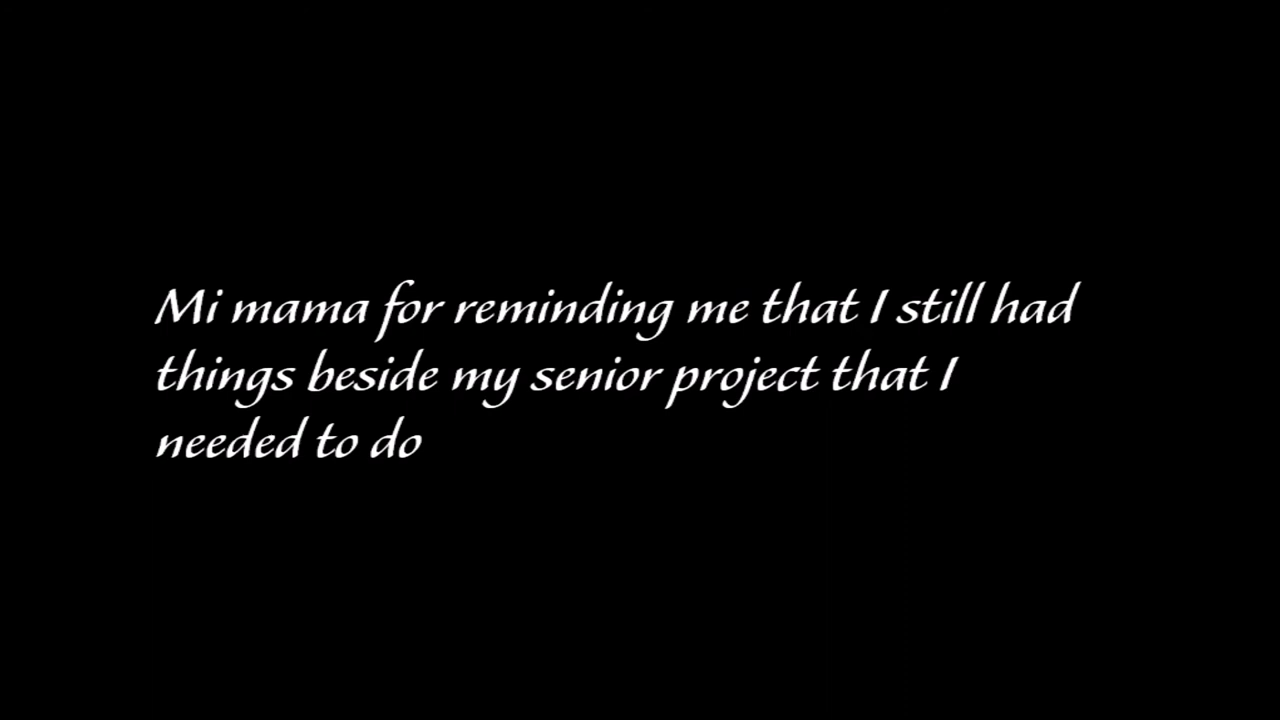 Mi mama for reminding me that I still had
things beside my senior project that I
needed to do